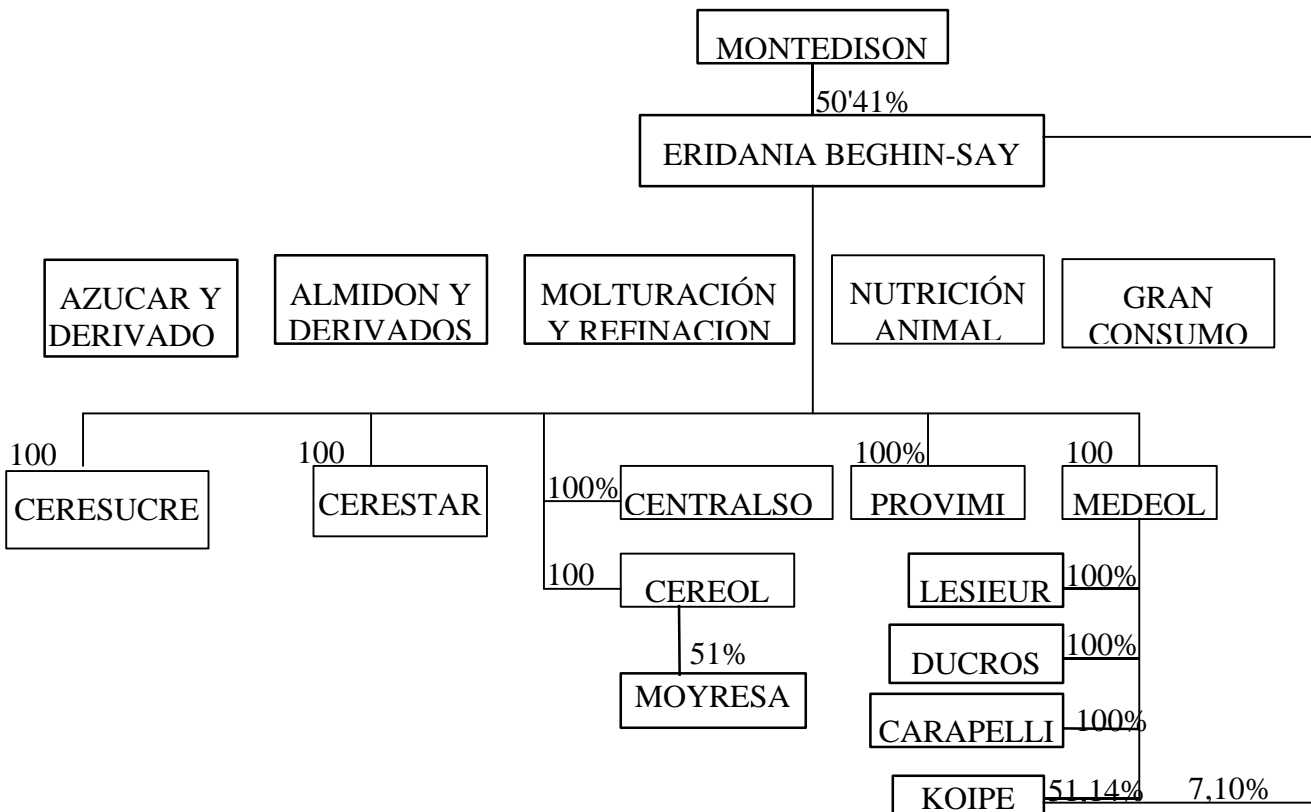 MONTEDISON
50'41%
ERIDANIA BEGHIN-SAY
AZUCAR Y
DERIVADO
ALMIDON Y
DERIVADOS
MOLTURACIÓN
Y REFINACION
NUTRICIÓN
ANIMAL
GRAN
CONSUMO
100
CERESUCRE
100
CERESTAR
100%
CENTRALSO
100%
PROVIMI
100
MEDEOL
100
CEREOL
51%
MOYRESA
LESIEUR
100%
DUCROS
100%
CARAPELLI
100%
KOIPE
51,14%
7,10%